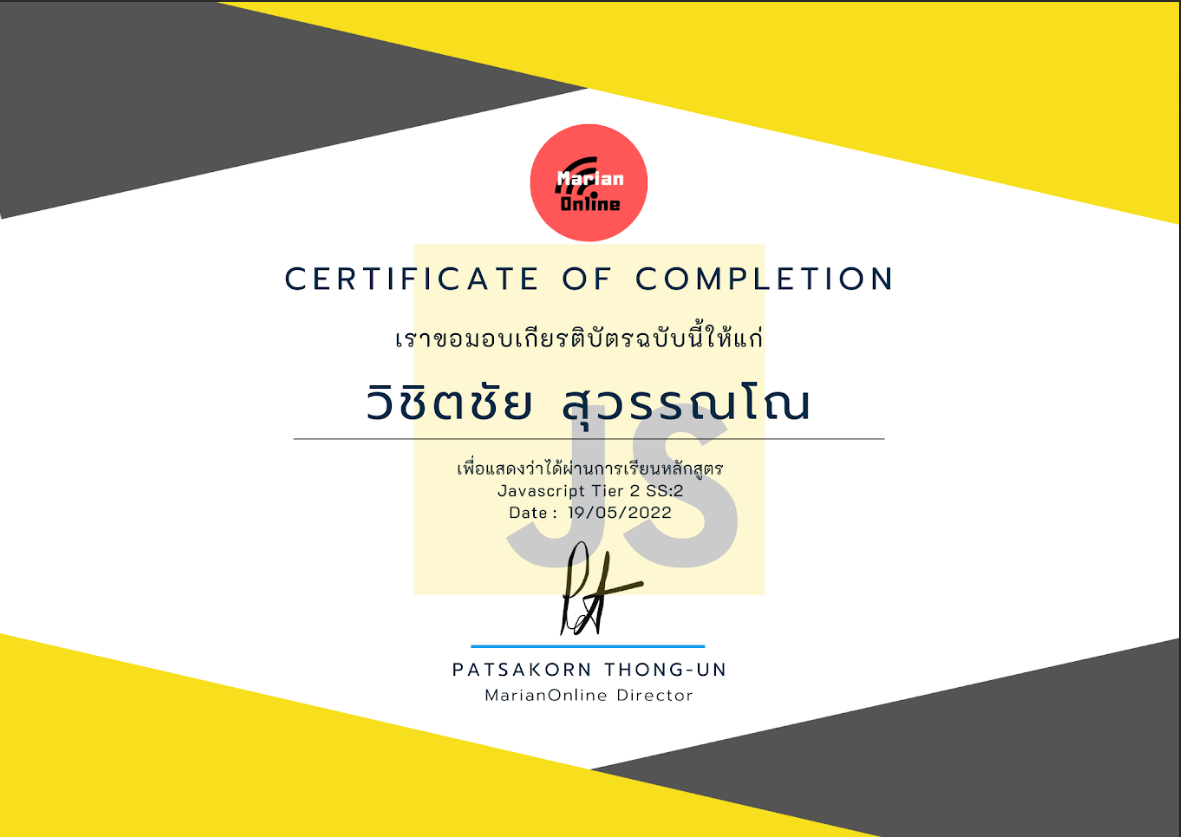 Marian
Online
CERTIFICATE OF COMPLETION
เราขอมอบเกียรติบัตรฉบับนี้ให้แก่
วิชิตชัย สุวรรณโณ
JS
เพื่อแสดงว่าได้ผ่านการเรียนหลักสูตร
Javascript Tier 2 SS:2
Date : 19/05/2022
PATSAKORN THONG-UN
MarianOnline Director